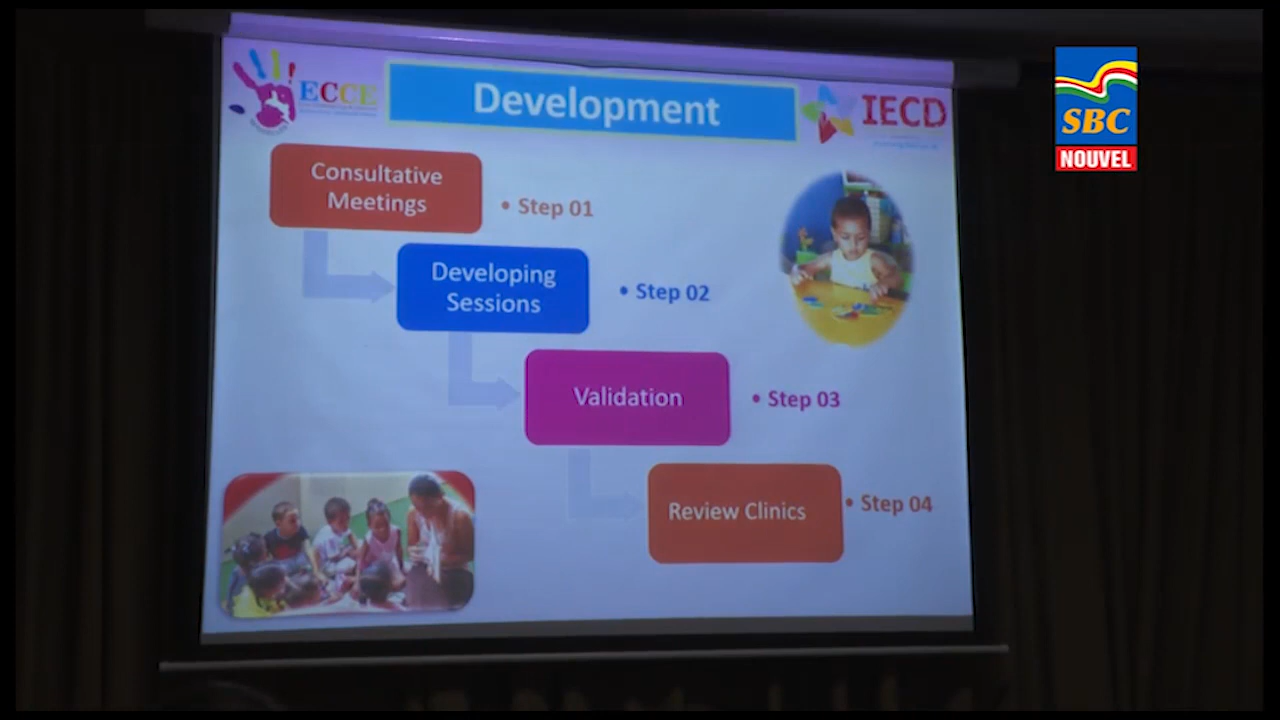 ECCE
Development
IECD
SBC
NOUVEL
Consultative
Meetings
• Step 01
Developing
Sessions
• Step 02
Validation
• Step 03
Review Clinics
• Step 04